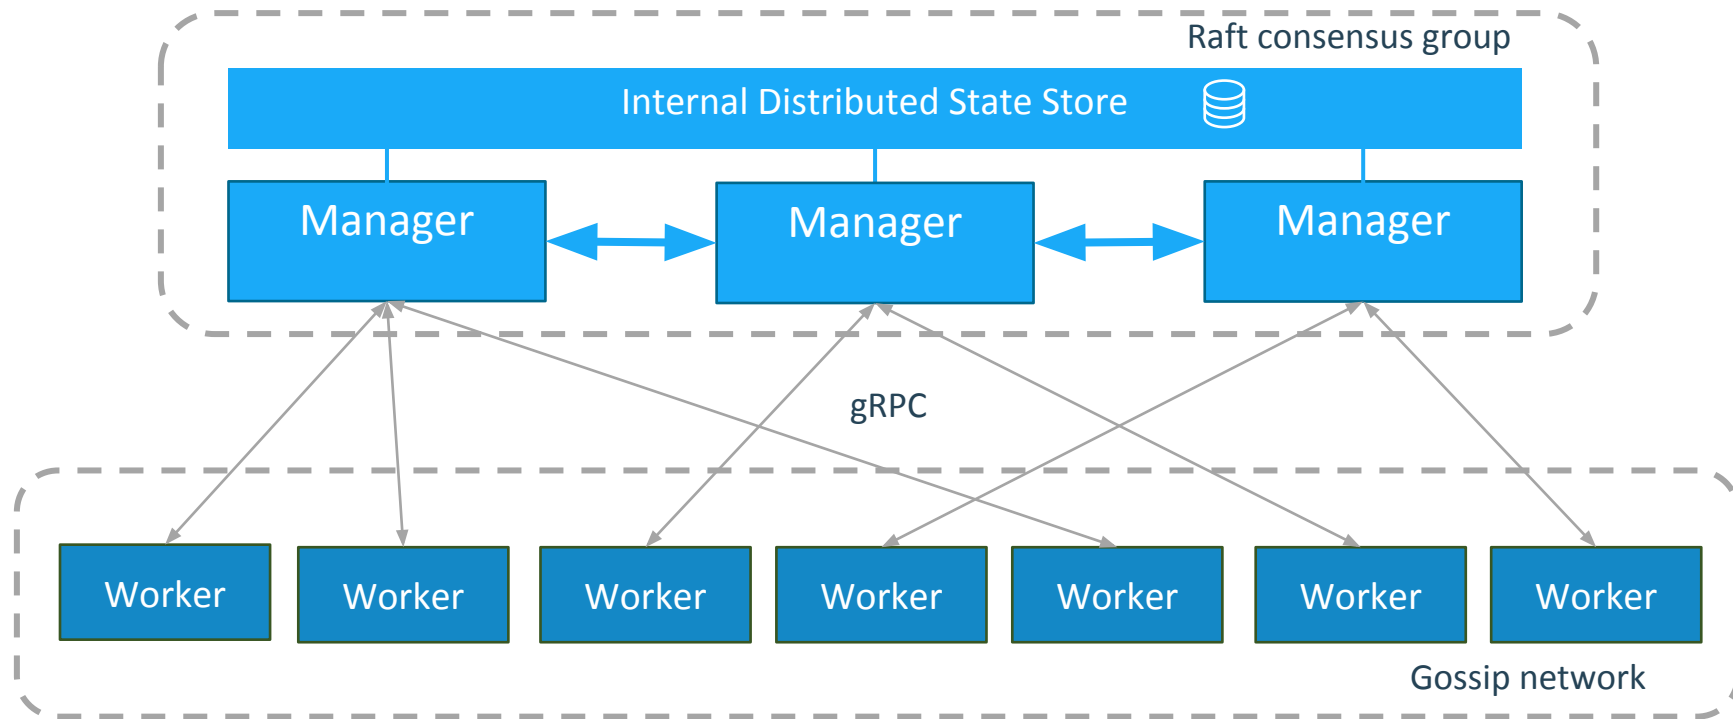 Raft consensus group
Internal Distributed State Store
Manager
Manager
Manager
gRPC
Worker
Worker
Worker
Worker
Worker
Worker
Worker
Gossip network